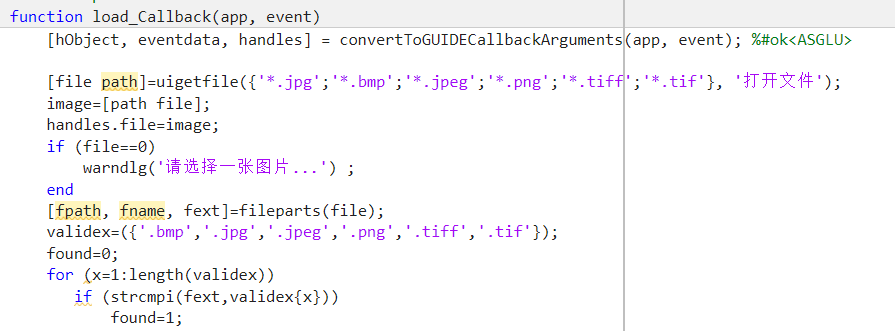 function load_Callback(app, event)
[hObject, eventdata, handles] = convertToGUIDECallbackArguments(app, event); %#ok<ASGLU>
[file path]=uigetfile({'*.jpg';'*.bmp';'*.jpeg';'*.png';'*.tiff';'*.tif'}, '打开文件');
image=[path file];
handles.file=image;
if (file==0)
warndlg('请选择一张图片...') ;
end
[fpath, fname, fext]=fileparts(file);
validex=({'.bmp','.jpg','.jpeg','.png','.tiff','.tif'});
found=0;
for (x=1:length(validex))
if (strcmpi(fext,validex{x}))
found=1;